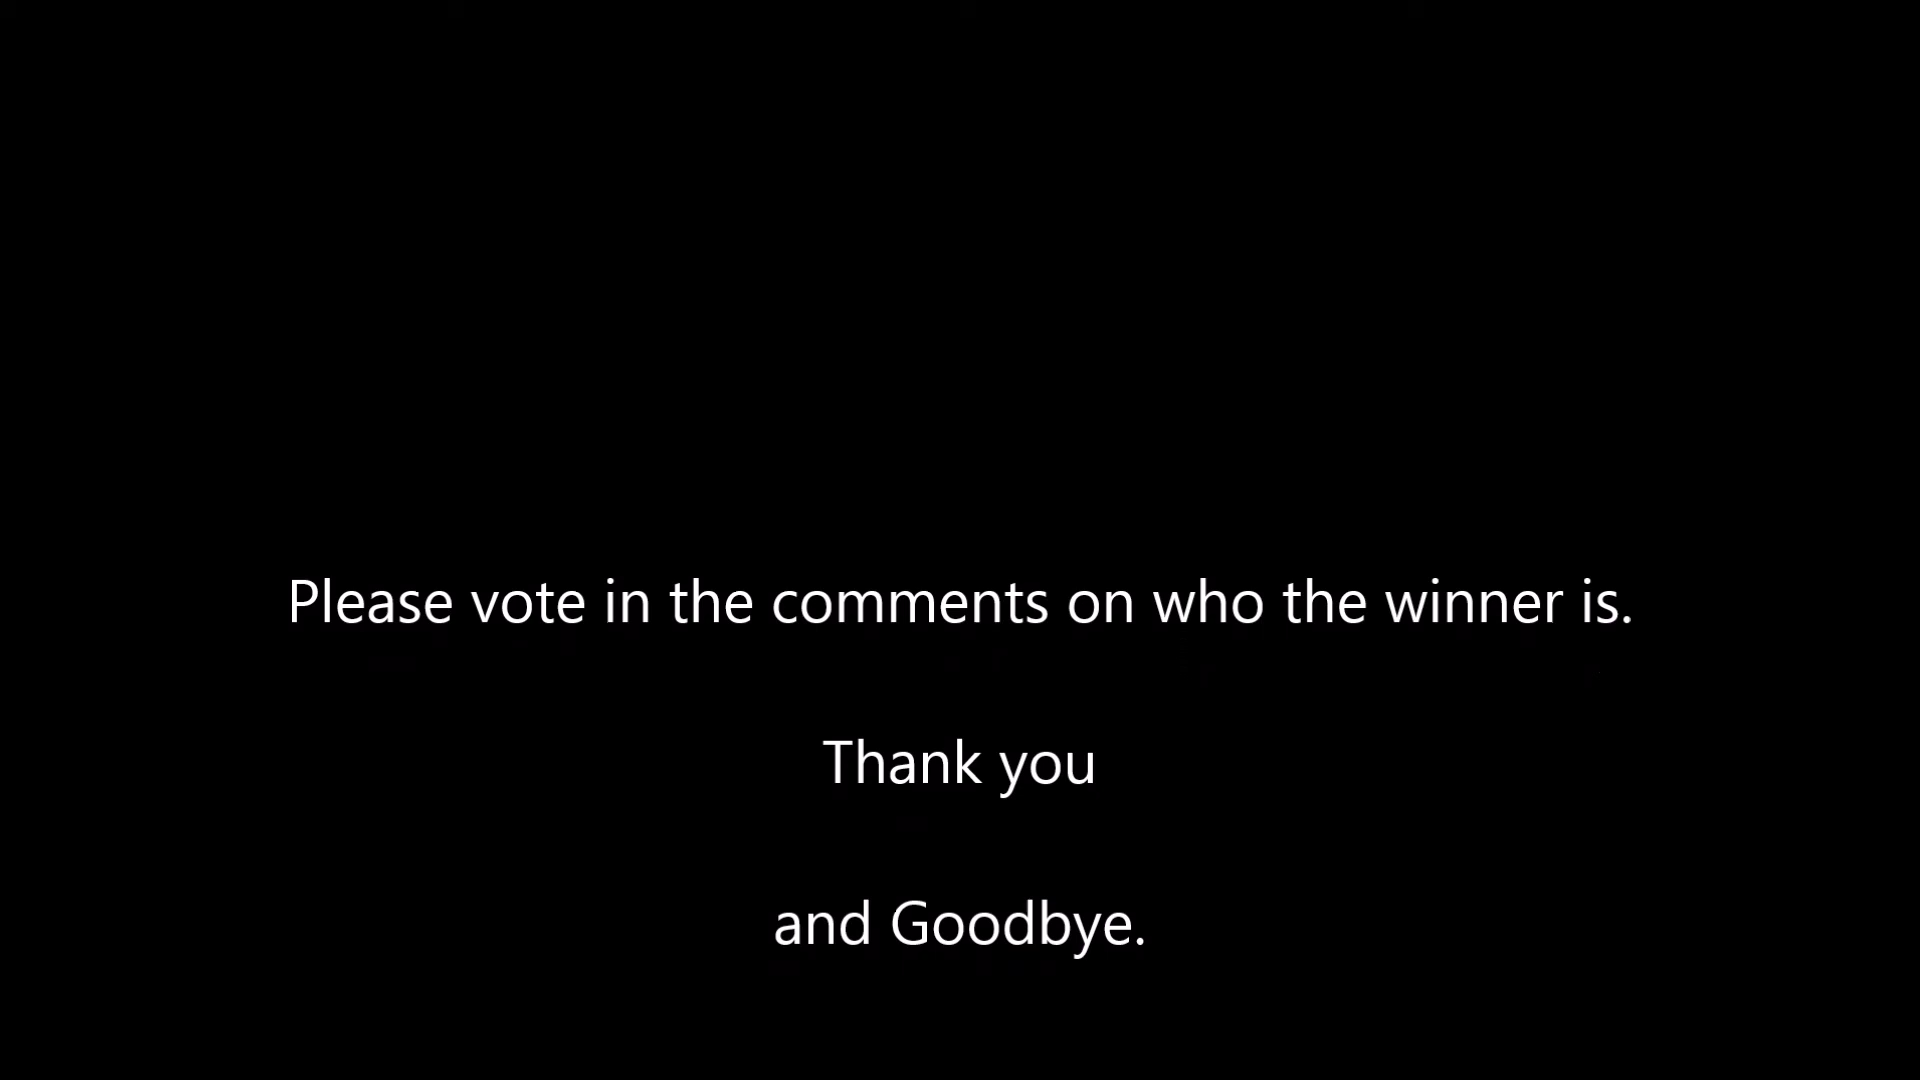 Please vote in the comments on who the winner is.
Thank you
and Goodbye.